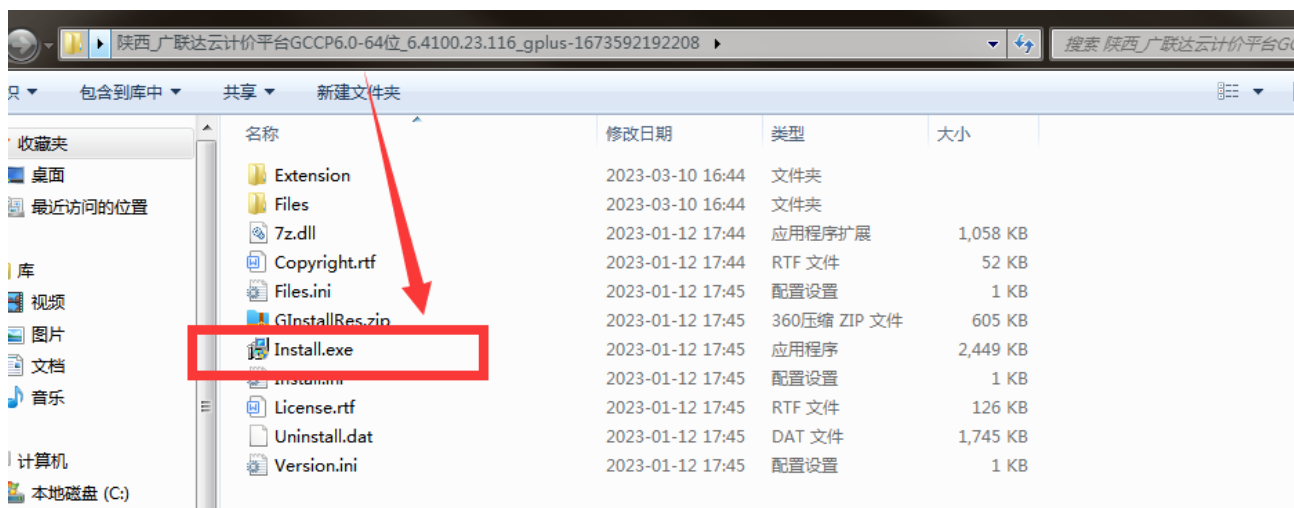 陕西_广联达云计价平台GCCP6.0-64位_6.4100.23.116_gplus-1673592192208
搜索 陕西_广联达云计价平台GC
包含到库中 共享 新建文件夹
收藏夹
桌面
最近访问的位置
库
视频
图片
文档
音乐
计算机
本地磁盘 (C:)
名称 修改日期 类型 大小
Extension 2023-03-10 16:44 文件夹
Files 2023-03-10 16:44 文件夹
7z.dll 2023-01-12 17:44 应用程序扩展 1,058 KB
Copyright.rtf 2023-01-12 17:44 RTF 文件 52 KB
Files.ini 2023-01-12 17:45 配置设置 1 KB
GInstallRes.zip 2023-01-12 17:45 360压缩 ZIP 文件 605 KB
Install.exe 2023-01-12 17:45 应用程序 2,449 KB
Install.ini 2023-01-12 17:45 配置设置 1 KB
License.rtf 2023-01-12 17:45 RTF 文件 126 KB
Uninstall.dat 2023-01-12 17:45 DAT 文件 1,745 KB
Version.ini 2023-01-12 17:45 配置设置 1 KB